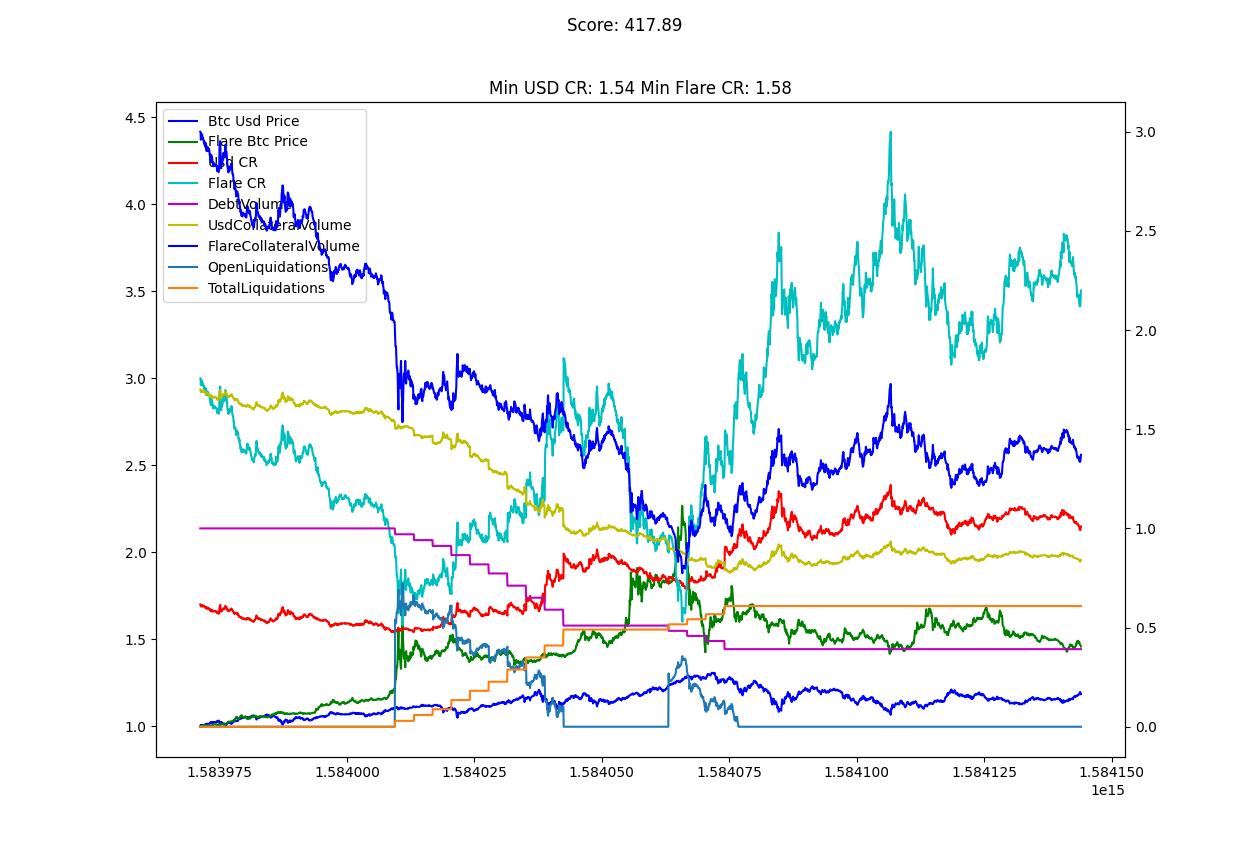 Score: 417.89
Min USD CR: 1.54 Min Flare CR: 1.58
Btc Usd Price
Flare Btc Price
Usd CR
Flare CR
DebtVolume
UsdCollateralVolume
FlareCollateralVolume
OpenLiquidations
TotalLiquidations
4.5
4.0
3.5
3.0
2.5
2.0
1.5
1.0
3.0
2.5
2.0
1.5
1.0
0.5
0.0
1.583975 1.584000 1.584025 1.584050 1.584075 1.584100 1.584125 1.584150
1e15